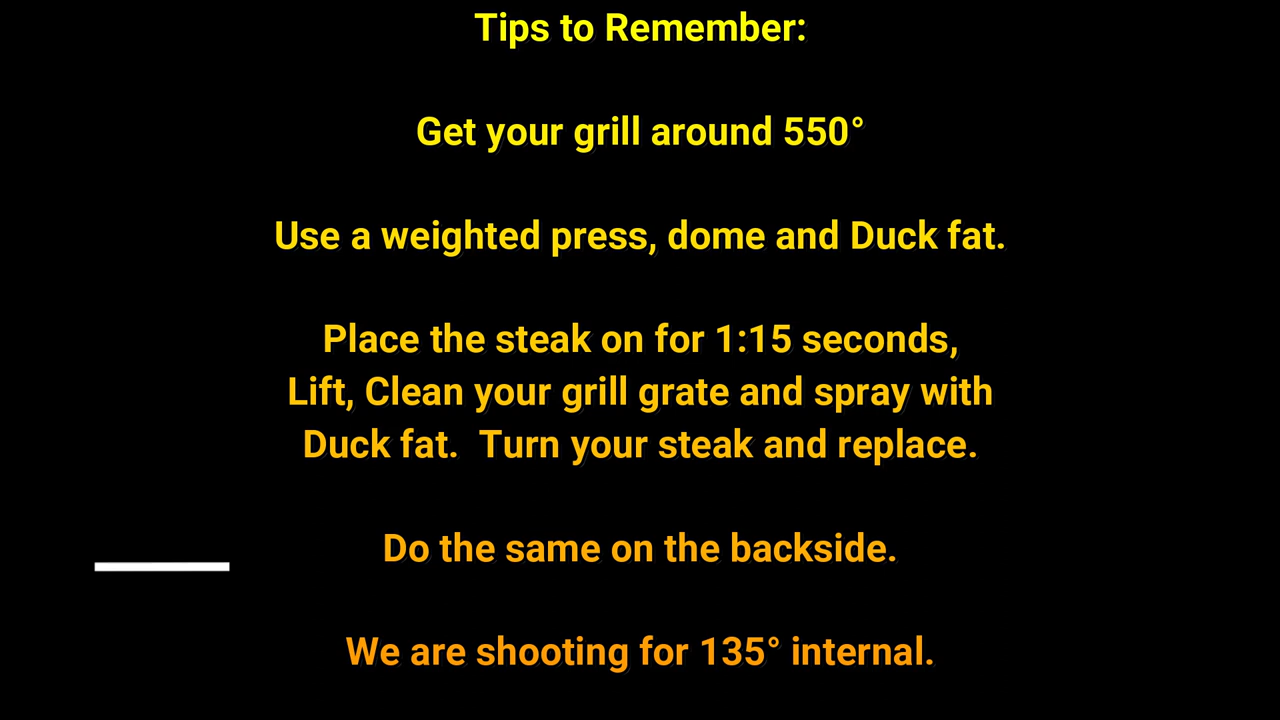 Tips to Remember:
Get your grill around 550°
Use a weighted press, dome and Duck fat.
Place the steak on for 1:15 seconds,
Lift, Clean your grill grate and spray with
Duck fat.  Turn your steak and replace.
Do the same on the backside.
We are shooting for 135° internal.